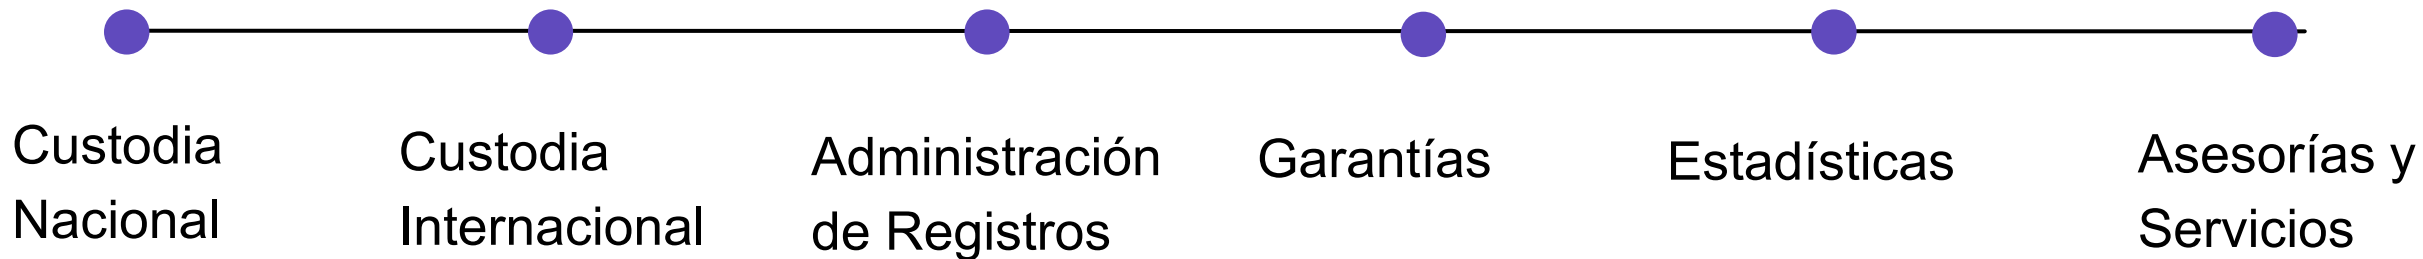 Custodia
Nacional
Custodia
Internacional
Administración
de Registros
Garantías
Estadísticas
Asesorías y
Servicios